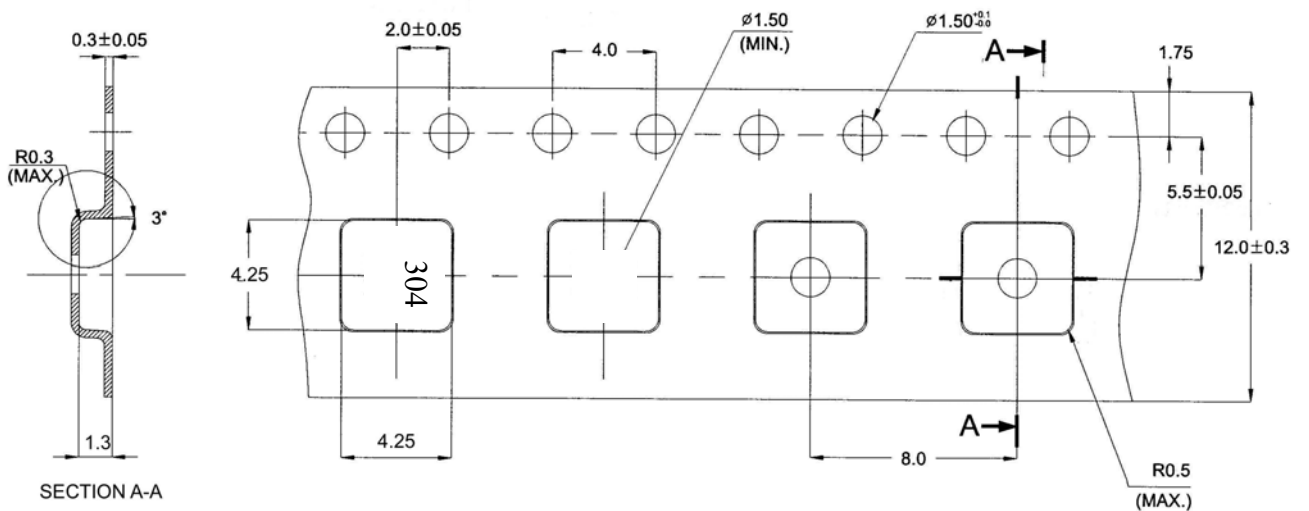 0.3±0.05
2.0±0.05
4.0
ø1.50
(MIN.)
ø1.50 +0.1 -0.0
A
1.75
R0.3
(MAX.)
3°
5.5±0.05
12.0±0.3
4.25
304
1.3
4.25
A
8.0
R0.5
(MAX.)
SECTION A-A